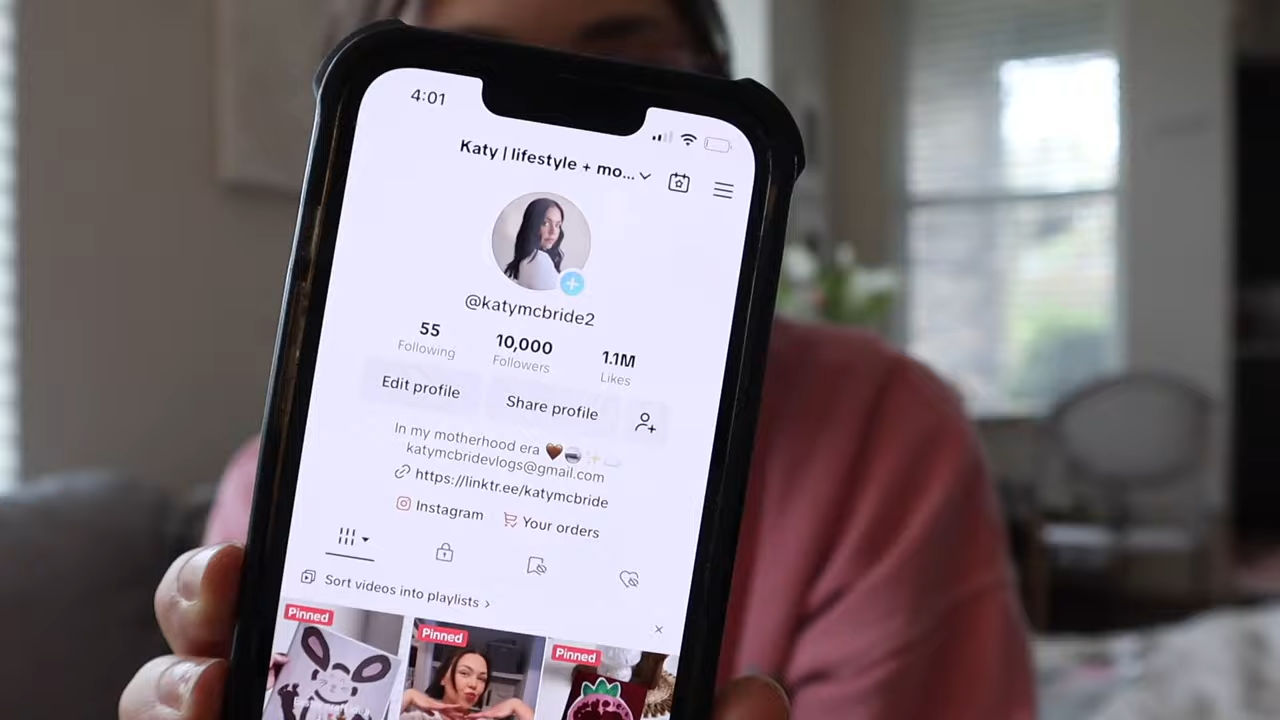 4:01
Katy | lifestyle + mo...
@katymcbride2
55 10,000 1.1M
Following Followers Likes
Edit profile Share profile
In my motherhood era
katymcbridevlogs@gmail.com
https://linktr.ee/katymcbride
Instagram Your orders
Sort videos into playlists >
Pinned Pinned Pinned